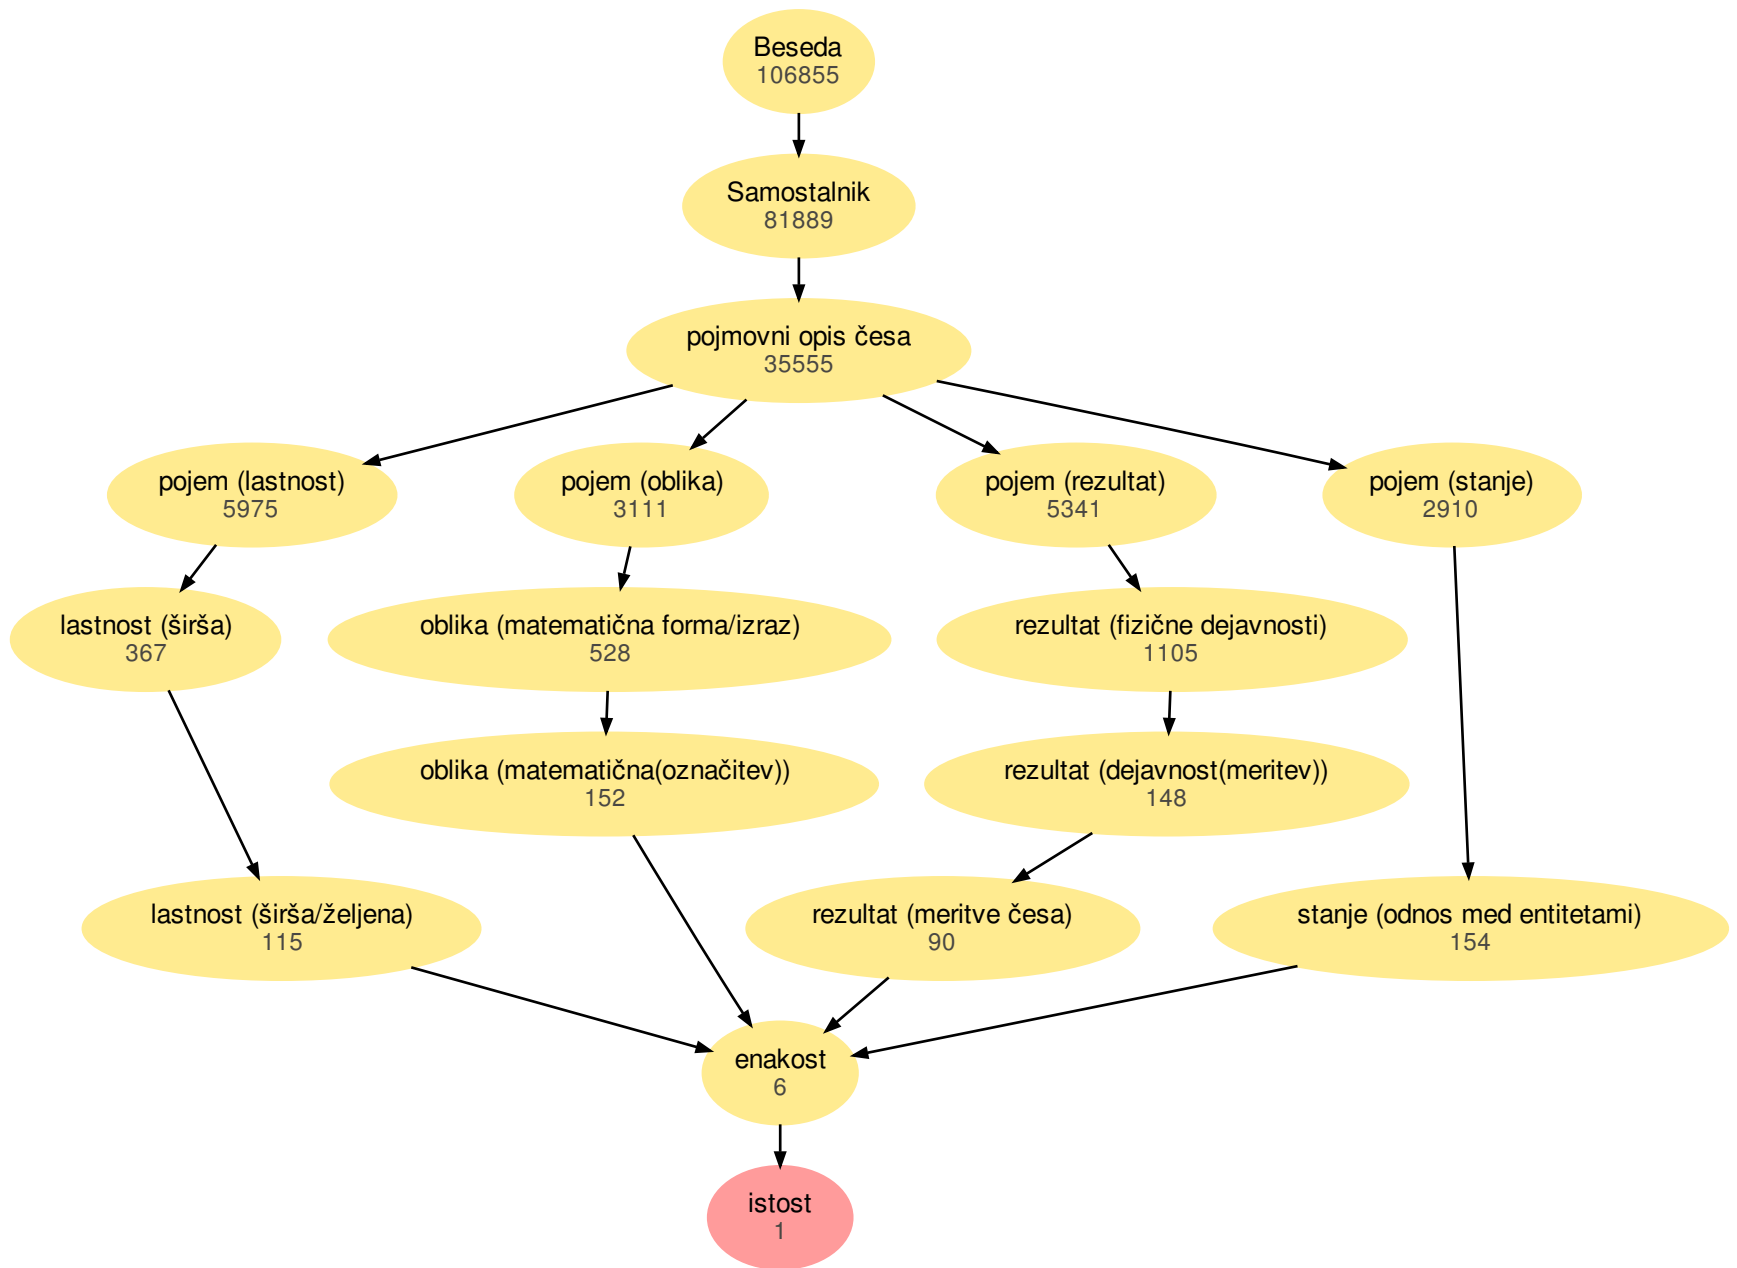 Beseda
106855
Samostalnik
81889
pojmovni opis česa
35555
pojem (lastnost)
5975
pojem (oblika)
3111
pojem (rezultat)
5341
pojem (stanje)
2910
lastnost (širša)
367
oblika (matematična forma/izraz)
528
rezultat (fizične dejavnosti)
1105
oblika (matematična(označitev))
152
rezultat (dejavnost(meritev))
148
lastnost (širša/željena)
115
rezultat (meritve česa)
90
stanje (odnos med entitetami)
154
enakost
6
istost
1